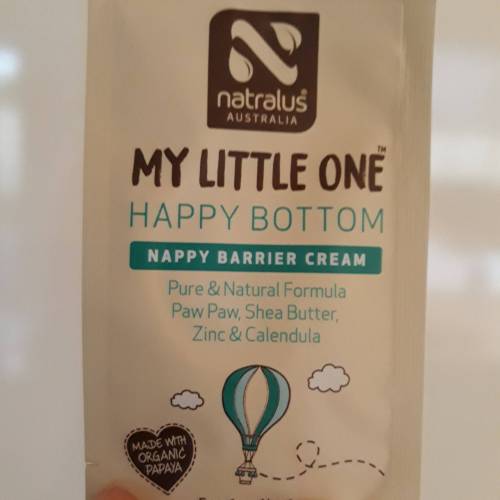 natralus®
AUSTRALIA
MY LITTLE ONE™
HAPPY BOTTOM
NAPPY BARRIER CREAM
Pure & Natural Formula
Paw Paw, Shea Butter,
Zinc & Calendula
MADE WITH
ORGANIC
PAPAYA